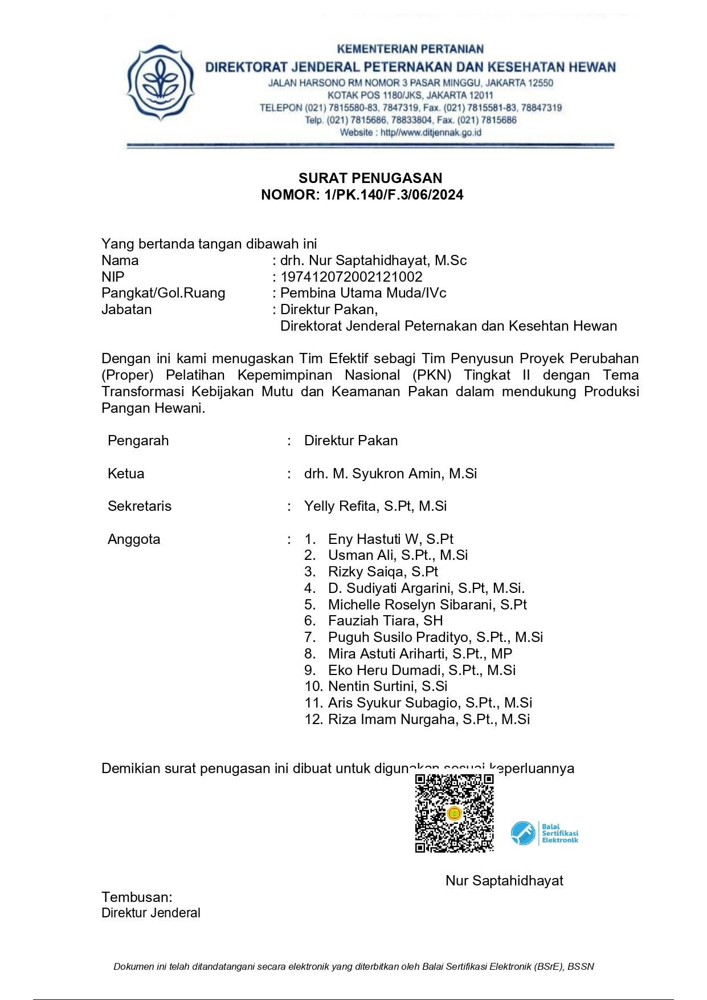 KEMENTERIAN PERTANIAN
DIREKTORAT JENDERAL PETERNAKAN DAN KESEHATAN HEWAN
JALAN HARSONO RM NOMOR 3 PASAR MINGGU, JAKARTA 12550
KOTAK POS 1180/JKS, JAKARTA 12011
TELEPON (021) 7815580-83, 7847319, Fax. (021) 7815581-83, 78847319
Telp. (021) 7815686, 78833804, Fax. (021) 7815686
Website : http//www.ditjennak.go.id
SURAT PENUGASAN
NOMOR: 1/PK.140/F.3/06/2024
Yang bertanda tangan dibawah ini
Nama : drh. Nur Saptahidhayat, M.Sc
NIP : 197412072002121002
Pangkat/Gol.Ruang : Pembina Utama Muda/IVc
Jabatan : Direktur Pakan,
Direktorat Jenderal Peternakan dan Kesehtan Hewan
Dengan ini kami menugaskan Tim Efektif sebagi Tim Penyusun Proyek Perubahan
(Proper) Pelatihan Kepemimpinan Nasional (PKN) Tingkat II dengan Tema
Transformasi Kebijakan Mutu dan Keamanan Pakan dalam mendukung Produksi
Pangan Hewani.
Pengarah : Direktur Pakan
Ketua : drh. M. Syukron Amin, M.Si
Sekretaris : Yelly Refita, S.Pt, M.Si
Anggota : 1. Eny Hastuti W, S.Pt
2. Usman Ali, S.Pt., M.Si
3. Rizky Saiqa, S.Pt
4. D. Sudiyati Argarini, S.Pt, M.Si.
5. Michelle Roselyn Sibarani, S.Pt
6. Fauziah Tiara, SH
7. Puguh Susilo Pradityo, S.Pt., M.Si
8. Mira Astuti Ariharti, S.Pt., MP
9. Eko Heru Dumadi, S.Pt., M.Si
10. Nentin Surtini, S.Si
11. Aris Syukur Subagio, S.Pt., M.Si
12. Riza Imam Nurgaha, S.Pt., M.Si
Demikian surat penugasan ini dibuat untuk digunakan sesuai keperluannya
Balai
Sertifikasi
Elektronik
Nur Saptahidhayat
Tembusan:
Direktur Jenderal
Dokumen ini telah ditandatangani secara elektronik yang diterbitkan oleh Balai Sertifikasi Elektronik (BSrE), BSSN